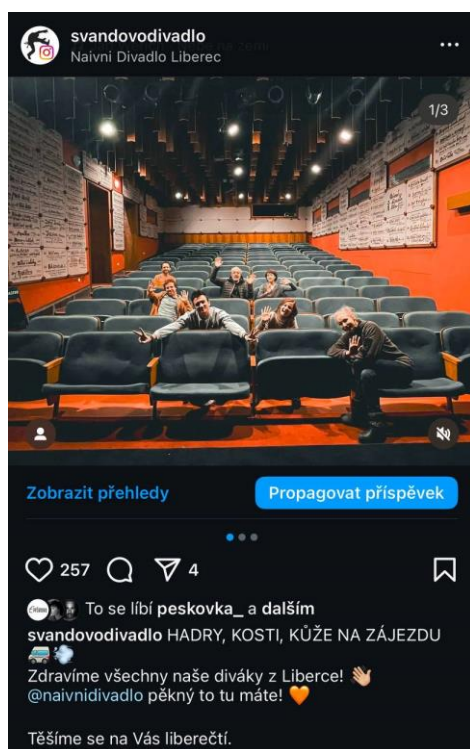 svandovodivadlo
Naivni Divadlo Liberec
1/3
Zobrazit přehledy
Propagovat příspěvek
257
4
To se líbí peskovka_ a dalším
svandovodivadlo HADRY, KOSTI, KŮŽE NA ZÁJEZDU
🚐💨
Zdravíme všechny naše diváky z Liberce! 👋🏼
@naivnidivadlo pěkný to tu máte! 🧡
Těšíme se na Vás liberečtí.